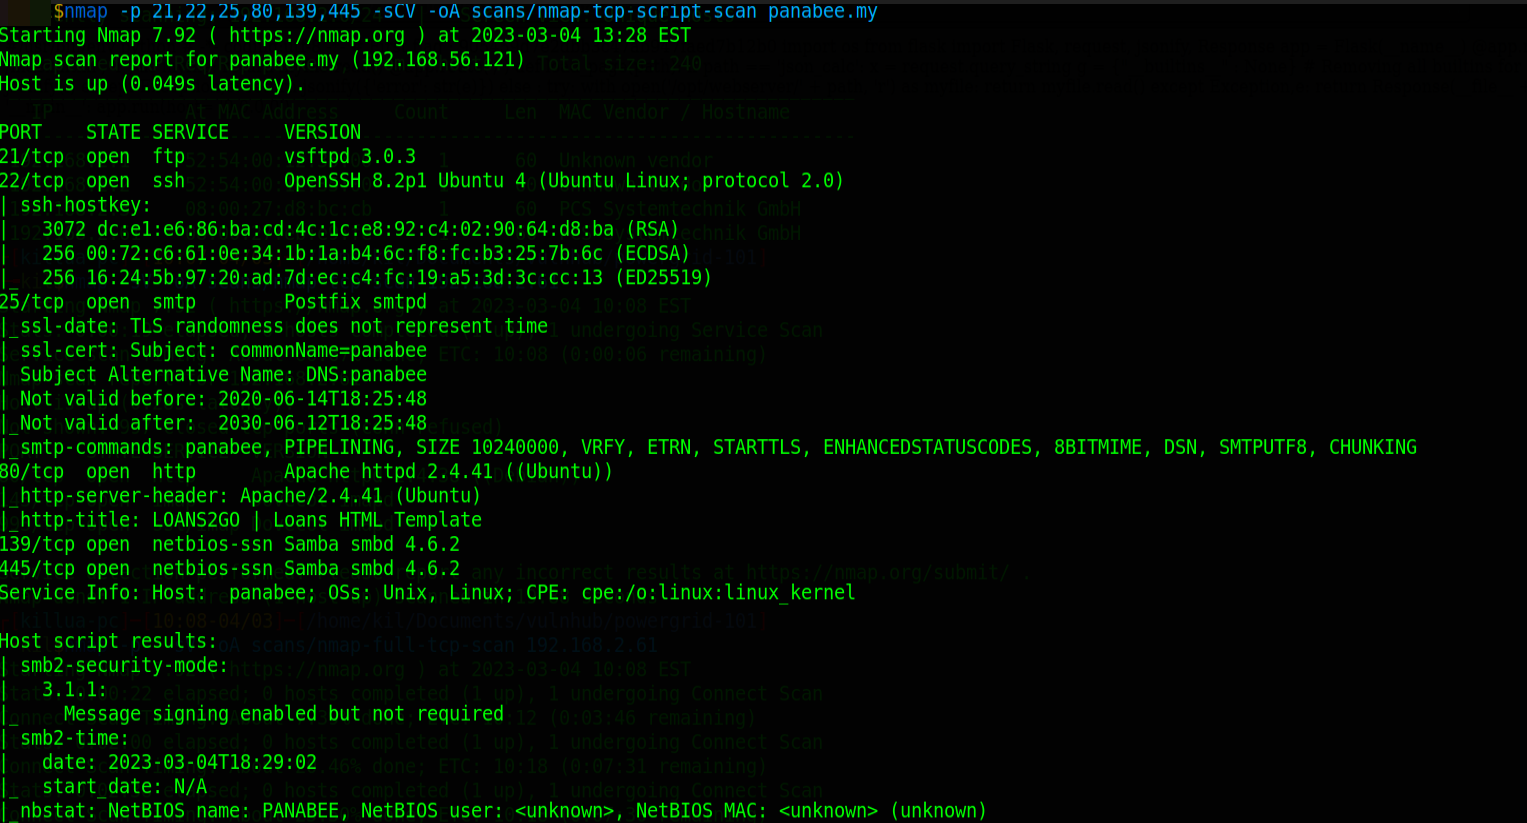 $nmap -p 21,22,25,80,139,445 -sCV -oA scans/nmap-tcp-script-scan panabee.my
Starting Nmap 7.92 ( https://nmap.org ) at 2023-03-04 13:28 EST
Nmap scan report for panabee.my (192.168.56.121)
Host is up (0.049s latency).
PORT    STATE SERVICE     VERSION
21/tcp  open  ftp         vsftpd 3.0.3
22/tcp  open  ssh         OpenSSH 8.2p1 Ubuntu 4 (Ubuntu Linux; protocol 2.0)
| ssh-hostkey:
|   3072 dc:e1:e6:86:ba:cd:4c:1c:e8:92:c4:02:90:64:d8:ba (RSA)
|   256 00:72:c6:61:0e:34:1b:1a:b4:6c:f8:fc:b3:25:7b:6c (ECDSA)
|_  256 16:24:5b:97:20:ad:7d:ec:c4:fc:19:a5:3d:3c:cc:13 (ED25519)
25/tcp  open  smtp        Postfix smtpd
|_ssl-date: TLS randomness does not represent time
| ssl-cert: Subject: commonName=panabee
| Subject Alternative Name: DNS:panabee
| Not valid before: 2020-06-14T18:25:48
|_Not valid after:  2030-06-12T18:25:48
|_smtp-commands: panabee, PIPELINING, SIZE 10240000, VRFY, ETRN, STARTTLS, ENHANCEDSTATUSCODES, 8BITMIME, DSN, SMTPUTF8, CHUNKING
80/tcp  open  http        Apache httpd 2.4.41 ((Ubuntu))
|_http-server-header: Apache/2.4.41 (Ubuntu)
|_http-title: LOANS2GO | Loans HTML Template
139/tcp open  netbios-ssn Samba smbd 4.6.2
445/tcp open  netbios-ssn Samba smbd 4.6.2
Service Info: Host:  panabee; OSs: Unix, Linux; CPE: cpe:/o:linux:linux_kernel
Host script results:
| smb2-security-mode:
|   3.1.1:
|_    Message signing enabled but not required
| smb2-time:
|   date: 2023-03-04T18:29:02
|_  start_date: N/A
|_nbstat: NetBIOS name: PANABEE, NetBIOS user: <unknown>, NetBIOS MAC: <unknown> (unknown)